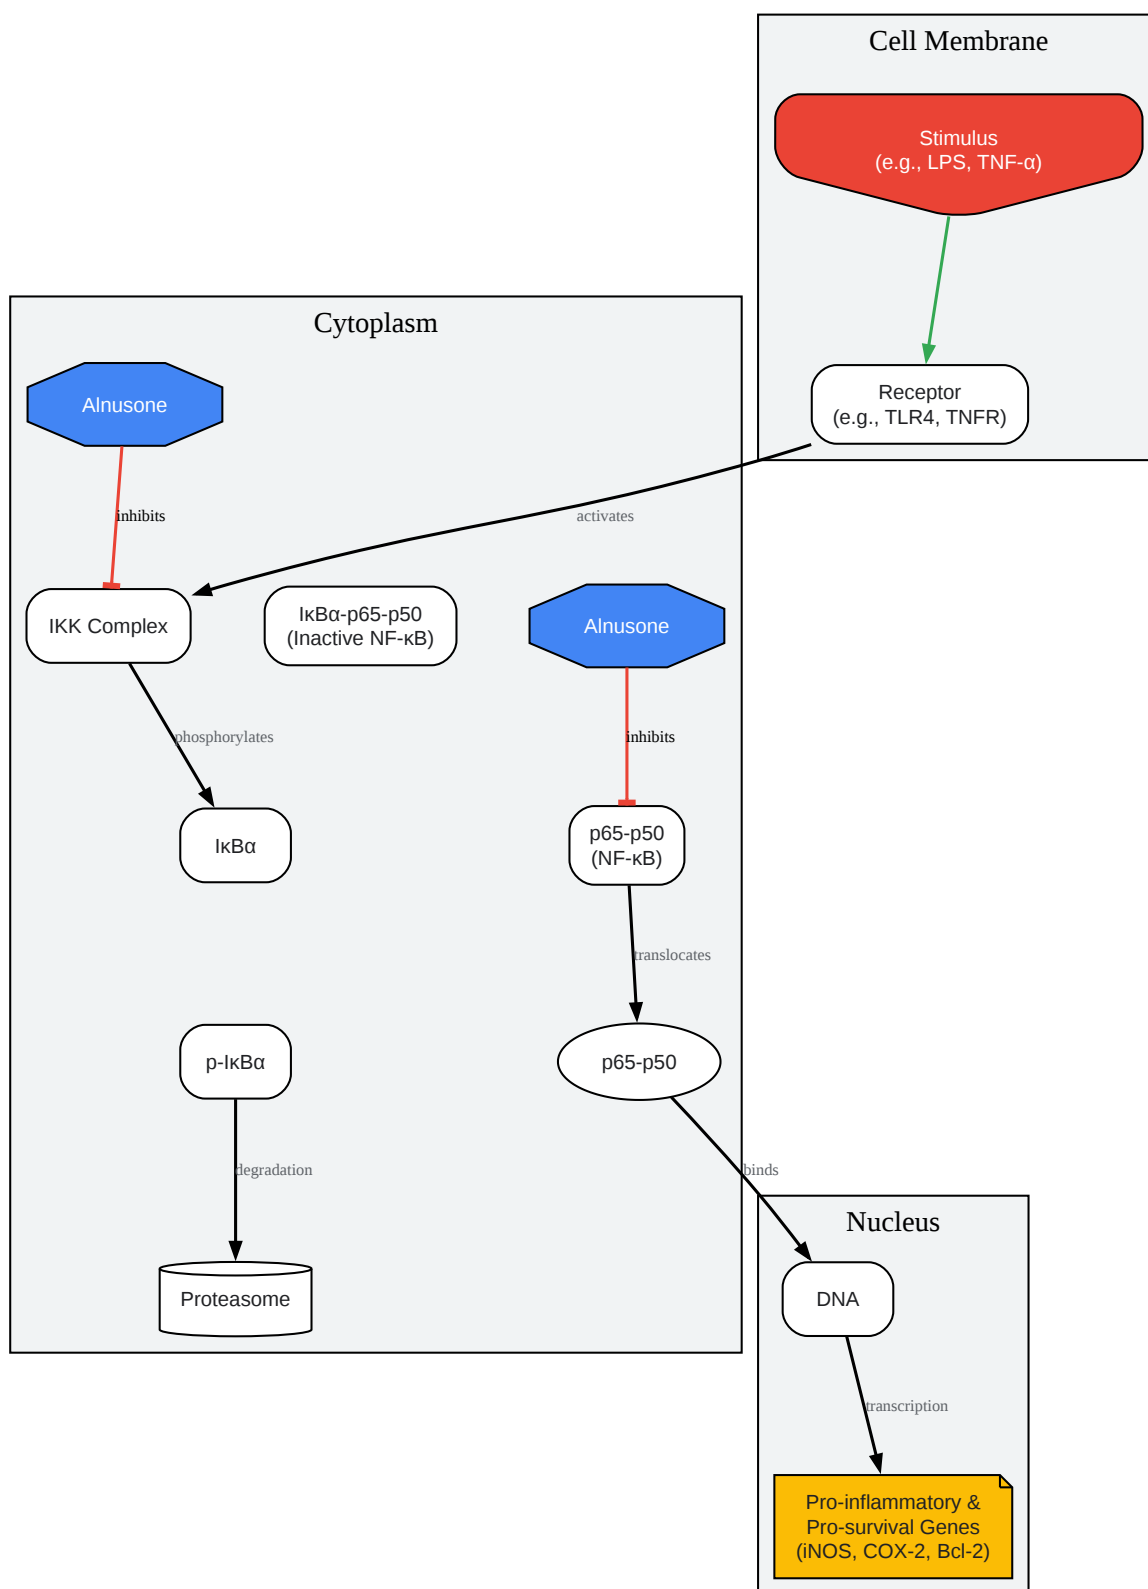 Cell Membrane
Stimulus
(e.g., LPS, TNF-α)
Cytoplasm
Alnusone
Receptor
(e.g., TLR4, TNFR)
inhibits
activates
IKK Complex
IκBα-p65-p50
(Inactive NF-κB)
Alnusone
phosphorylates
inhibits
IκBα
p65-p50
(NF-κB)
translocates
p-IκBα
p65-p50
degradation
binds
Nucleus
Proteasome
DNA
transcription
Pro-inflammatory &
Pro-survival Genes
(iNOS, COX-2, Bcl-2)